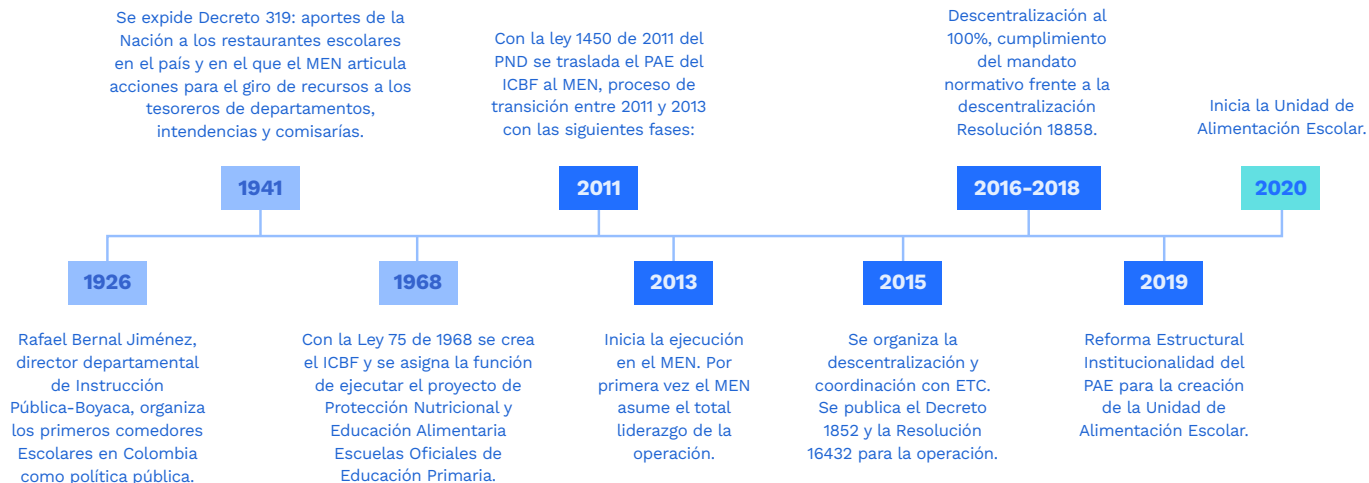 Se expide Decreto 319: aportes de la
Nación a los restaurantes escolares
en el país y en el que el MEN articula
acciones para el giro de recursos a los
tesoreros de departamentos,
intendencias y comisarías.
1941
Con la ley 1450 de 2011 del
PND se traslada el PAE del
ICBF al MEN, proceso de
transición entre 2011 y 2013
con las siguientes fases:
2011
Descentralización al
100%, cumplimiento
del mandato
normativo frente a la
descentralización
Resolución 18858.
2016-2018
Inicia la Unidad de
Alimentación Escolar.
2020
1926
Rafael Bernal Jiménez,
director departamental
de Instrucción
Pública-Boyaca, organiza
los primeros comedores
Escolares en Colombia
como política pública.
1968
Con la Ley 75 de 1968 se crea
el ICBF y se asigna la función
de ejecutar el proyecto de
Protección Nutricional y
Educación Alimentaria
Escuelas Oficiales de
Educación Primaria.
2013
Inicia la ejecución
en el MEN. Por
primera vez el MEN
asume el total
liderazgo de la
operación.
2015
Se organiza la
descentralización y
coordinación con ETC.
Se publica el Decreto
1852 y la Resolución
16432 para la operación.
2019
Reforma Estructural
Institucionalidad del
PAE para la creación
de la Unidad de
Alimentación Escolar.